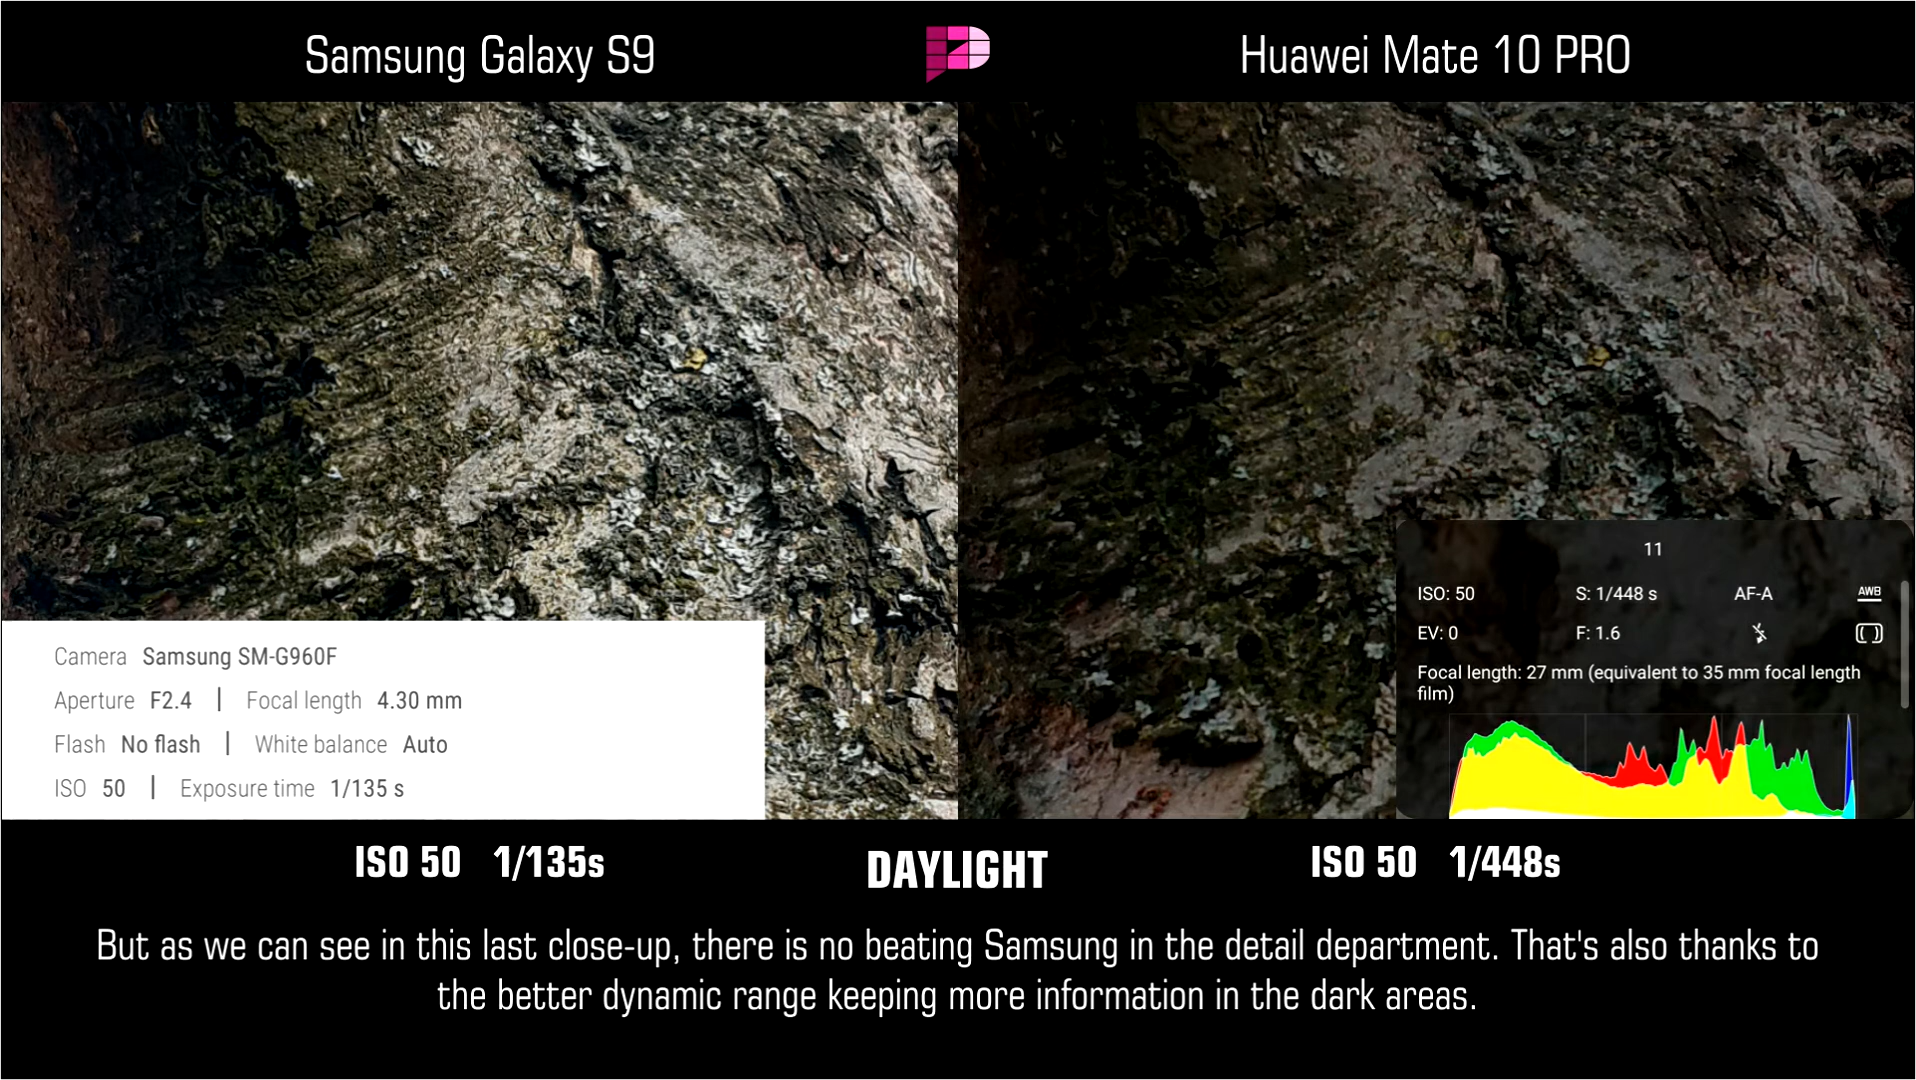 Samsung Galaxy S9
Huawei Mate 10 PRO
Camera Samsung SM-G960F
Aperture F2.4 | Focal length 4.30 mm
Flash No flash | White balance Auto
ISO 50 | Exposure time 1/135 s
11
ISO: 50 S: 1/448 s AF-A AWB
EV: 0 F: 1.6
Focal length: 27 mm (equivalent to 35 mm focal length
film)
ISO 50 1/135s
DAYLIGHT
ISO 50 1/448s
But as we can see in this last close-up, there is no beating Samsung in the detail department. That's also thanks to
the better dynamic range keeping more information in the dark areas.